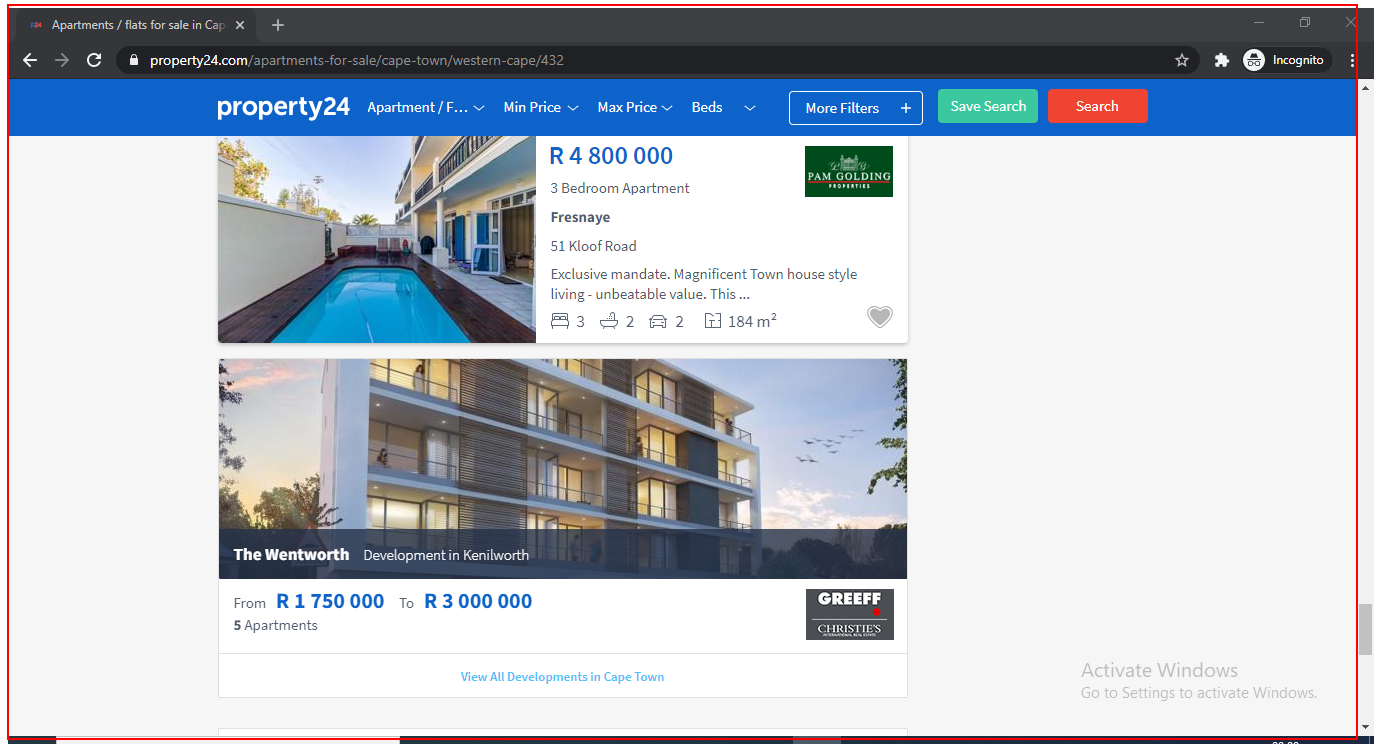 Apartments / flats for sale in Cap
property24.com/apartments-for-sale/cape-town/western-cape/432
Incognito
property24 Apartment / F... Min Price Max Price Beds More Filters + Save Search Search
R 4 800 000
PAM GOLDING
PROPERTIES
3 Bedroom Apartment
Fresnaye
51 Kloof Road
Exclusive mandate. Magnificent Town house style
living - unbeatable value. This ...
3 2 2 184 m²
The Wentworth Development in Kenilworth
From R 1 750 000 To R 3 000 000
5 Apartments
GREEFF
CHRISTIE'S
INTERNATIONAL REAL ESTATE
View All Developments in Cape Town
Activate Windows
Go to Settings to activate Windows.